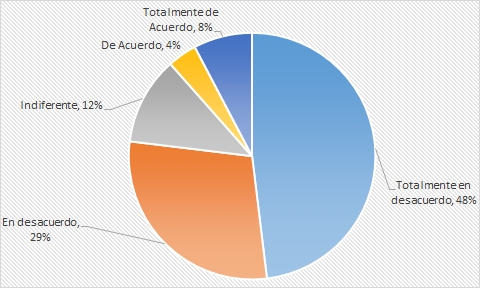 Totalmente de
Acuerdo, 8%
De Acuerdo, 4%
Indiferente, 12%
Totalmente en
desacuerdo, 48%
En desacuerdo,
29%